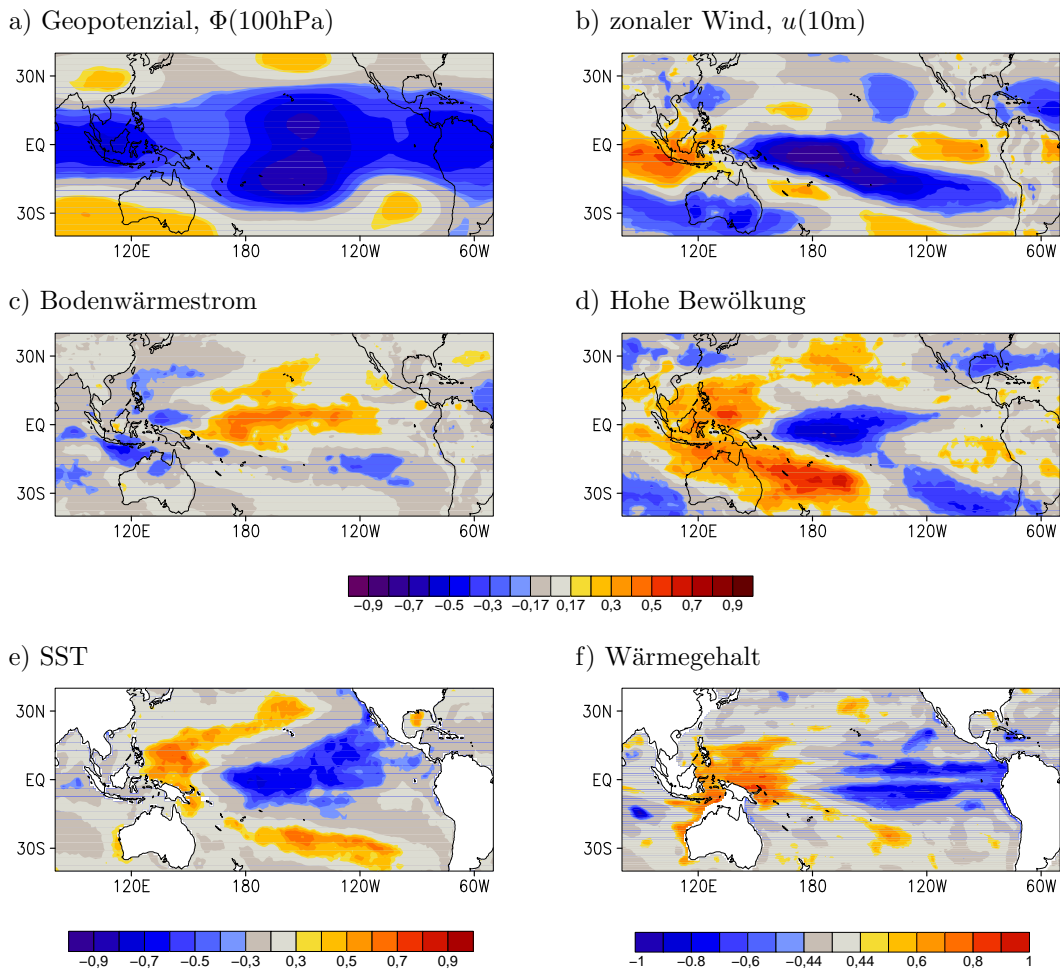 a) Geopotenzial, Φ(100hPa)
b) zonaler Wind, u(10m)
30N
EQ
30S
120E 180 120W 60W
30N
EQ
30S
120E 180 120W 60W
c) Bodenwärmestrom
d) Hohe Bewölkung
30N
EQ
30S
120E 180 120W 60W
30N
EQ
30S
120E 180 120W 60W
−0,9 −0,7 −0,5 −0,3 −0,17 0,17 0,3 0,5 0,7 0,9
e) SST
f) Wärmegehalt
30N
EQ
30S
120E 180 120W 60W
30N
EQ
30S
120E 180 120W 60W
−0,9 −0,7 −0,5 −0,3 0,3 0,5 0,7 0,9
−1 −0,8 −0,6 −0,44 0,44 0,6 0,8 1